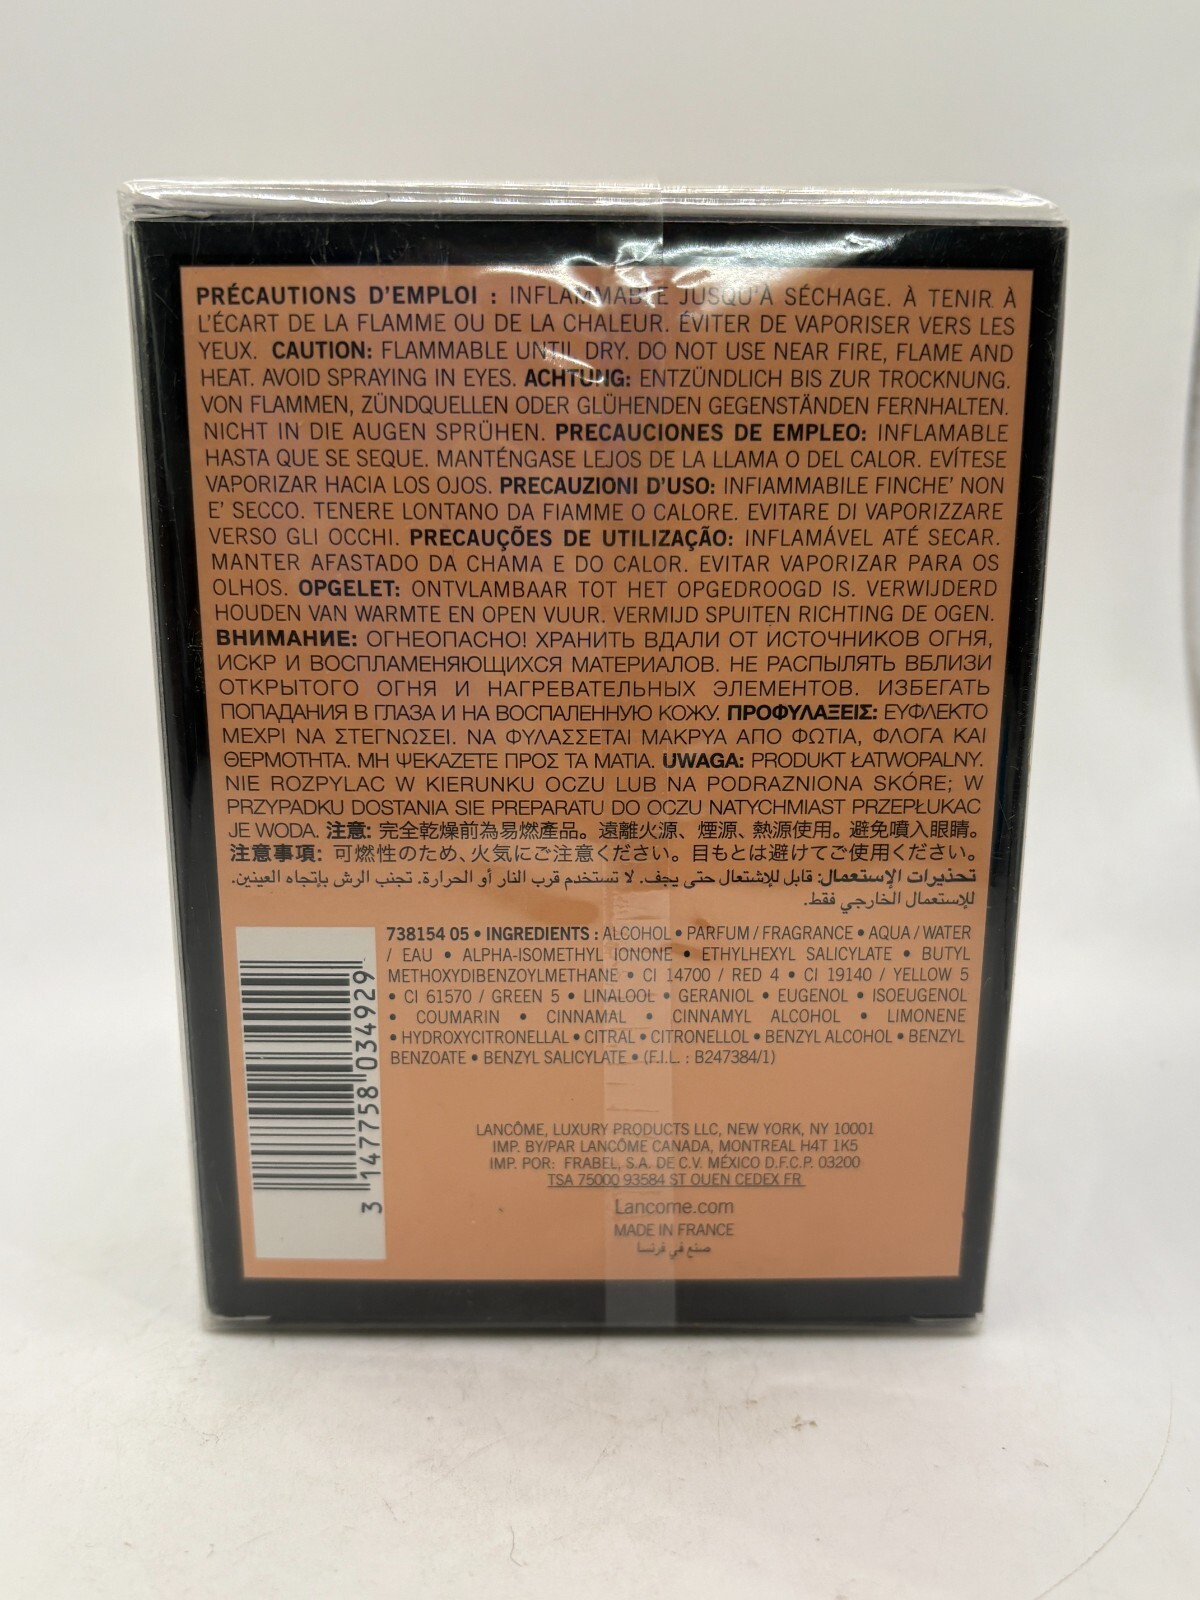 PRÉCAUTIONS D'EMPLOI : INFLAMMABLE JUSQU'À SÉCHAGE. À TENIR À
L'ÉCART DE LA FLAMME OU DE LA CHALEUR. ÉVITER DE VAPORISER VERS LES
YEUX. CAUTION: FLAMMABLE UNTIL DRY. DO NOT USE NEAR FIRE, FLAME AND
HEAT. AVOID SPRAYING IN EYES. ACHTUNG: ENTZÜNDLICH BIS ZUR TROCKNUNG.
VON FLAMMEN, ZÜNDQUELLEN ODER GLÜHENDEN GEGENSTÄNDEN FERNHALTEN.
NICHT IN DIE AUGEN SPRÜHEN. PRECAUCIONES DE EMPLEO: INFLAMABLE
HASTA QUE SE SEQUE. MANTÉNGASE LEJOS DE LA LLAMA O DEL CALOR. EVÍTESE
VAPORIZAR HACIA LOS OJOS. PRECAUZIONI D'USO: INFIAMMABILE FINCHE' NON
E' SECCO. TENERE LONTANO DA FIAMME O CALORE. EVITARE DI VAPORIZZARE
VERSO GLI OCCHI. PRECAUÇÕES DE UTILIZAÇÃO: INFLAMÁVEL ATÉ SECAR.
MANTER AFASTADO DA CHAMA E DO CALOR. EVITAR VAPORIZAR PARA OS
OLHOS. OPGELET: ONTVLAMBAAR TOT HET OPGEDROOGD IS. VERWIJDERD
HOUDEN VAN WARMTE EN OPEN VUUR. VERMIJD SPUITEN RICHTING DE OGEN.
ВНИМАНИЕ: ОГНЕОПАСНО! ХРАНИТЬ ВДАЛИ ОТ ИСТОЧНИКОВ ОГНЯ,
ИСКР И ВОСПЛАМЕНЯЮЩИХСЯ МАТЕРИАЛОВ. НЕ РАСПЫЛЯТЬ ВБЛИЗИ
ОТКРЫТОГО ОГНЯ И НАГРЕВАТЕЛЬНЫХ ЭЛЕМЕНТОВ. ИЗБЕГАТЬ
ПОПАДАНИЯ В ГЛАЗА И НА ВОСПАЛЕННУЮ КОЖУ. ΠΡΟΦΥΛΑΞΕΙΣ: ΕΥΦΛΕΚΤΟ
ΜΕΧΡΙ ΝΑ ΣΤΕΓΝΩΣΕΙ. ΝΑ ΦΥΛΑΣΣΕΤΑΙ ΜΑΚΡΥΑ ΑΠΟ ΦΩΤΙΑ, ΦΛΟΓΑ ΚΑΙ
ΘΕΡΜΟΤΗΤΑ. ΜΗ ΨΕΚΑΖΕΤΕ ΠΡΟΣ ΤΑ ΜΑΤΙΑ. UWAGA: PRODUKT ŁATWOPALNY.
NIE ROZPYLAC W KIERUNKU OCZU LUB NA PODRAZNIONA SKÓRE; W
PRZYPADKU DOSTANIA SIE PREPARATU DO OCZU NATYCHMIAST PRZEPŁUKAC
JE WODA. 注意: 完全乾燥前為易燃產品。遠離火源、煙源、熱源使用。避免噴入眼睛。
注意事項: 可燃性のため、火気にご注意ください。目もとは避けてご使用ください。
تحذيرات الإستعمال: قابل للإشتعال حتى يجف. لا تستخدم قرب النار أو الحرارة. تجنب الرش بإتجاه العينين.
للإستعمال الخارجي فقط.
738154 05 • INGREDIENTS : ALCOHOL • PARFUM / FRAGRANCE • AQUA / WATER
/ EAU • ALPHA-ISOMETHYL IONONE • ETHYLHEXYL SALICYLATE • BUTYL
METHOXYDIBENZOYLMETHANE • CI 14700 / RED 4 • CI 19140 / YELLOW 5
• CI 61570 / GREEN 5 • LINALOOL • GERANIOL • EUGENOL • ISOEUGENOL
• COUMARIN • CINNAMAL • CINNAMYL ALCOHOL • LIMONENE
• HYDROXYCITRONELLAL • CITRAL • CITRONELLOL • BENZYL ALCOHOL • BENZYL
BENZOATE • BENZYL SALICYLATE • (F.I.L. : B247384/1)
3 147758 034929
LANCÔME, LUXURY PRODUCTS LLC, NEW YORK, NY 10001
IMP. BY/PAR LANCÔME CANADA, MONTREAL H4T 1K5
IMP. POR: FRABEL, S.A. DE C.V. MÉXICO D.F.C.P. 03200
TSA 75000 93584 ST OUEN CEDEX FR
Lancome.com
MADE IN FRANCE
صنع في فرنسا